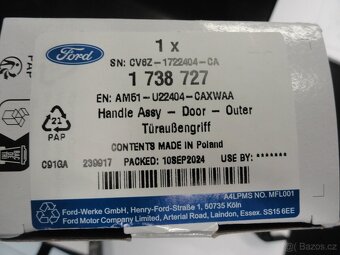 Ford
1 x
SN: CV6Z-1722404-CA
1 738 727
EN: AM51-U22404-CAXWAA
Handle Assy - Door - Outer
Türaußengriff
21
PAP
CONTENTS MADE IN Poland
C91GA 239917 PACKED: 10SEP2024 USE BY: *******
A4LPMS NO. MFL001
Ford-Werke GmbH, Henry-Ford-Straße 1, 50735 Köln
Ford Motor Company Limited, Arterial Road, Laindon, Essex. SS15 6EE
Bazoš.cz